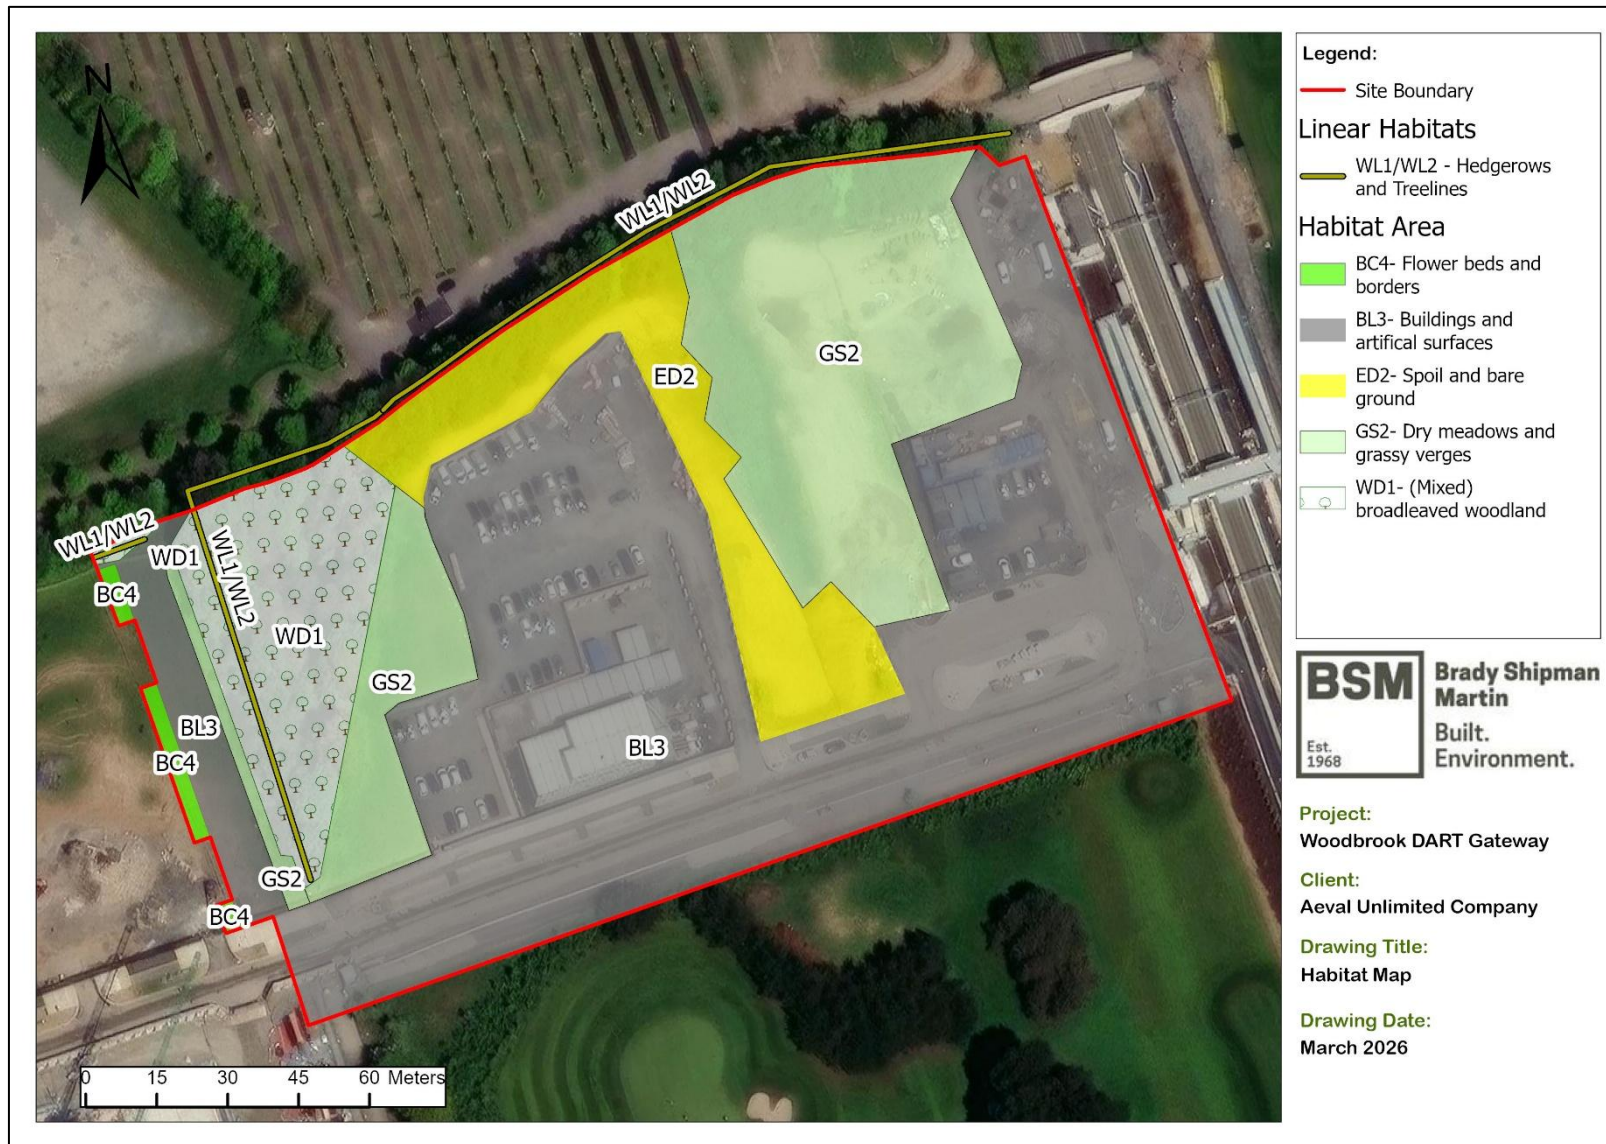 N
WL1/WL2
WL1/WL2
WD1
WL1/WL2
BC4
WD1
GS2
BL3
BC4
GS2
BC4
ED2
GS2
BL3
0 15 30 45 60 Meters
Legend:
Site Boundary
Linear Habitats
WL1/WL2 - Hedgerows
and Treelines
Habitat Area
BC4- Flower beds and
borders
BL3- Buildings and
artifical surfaces
ED2- Spoil and bare
ground
GS2- Dry meadows and
grassy verges
WD1- (Mixed)
broadleaved woodland
BSM
Est.
1968
Brady Shipman
Martin
Built.
Environment.
Project:
Woodbrook DART Gateway
Client:
Aeval Unlimited Company
Drawing Title:
Habitat Map
Drawing Date:
March 2026